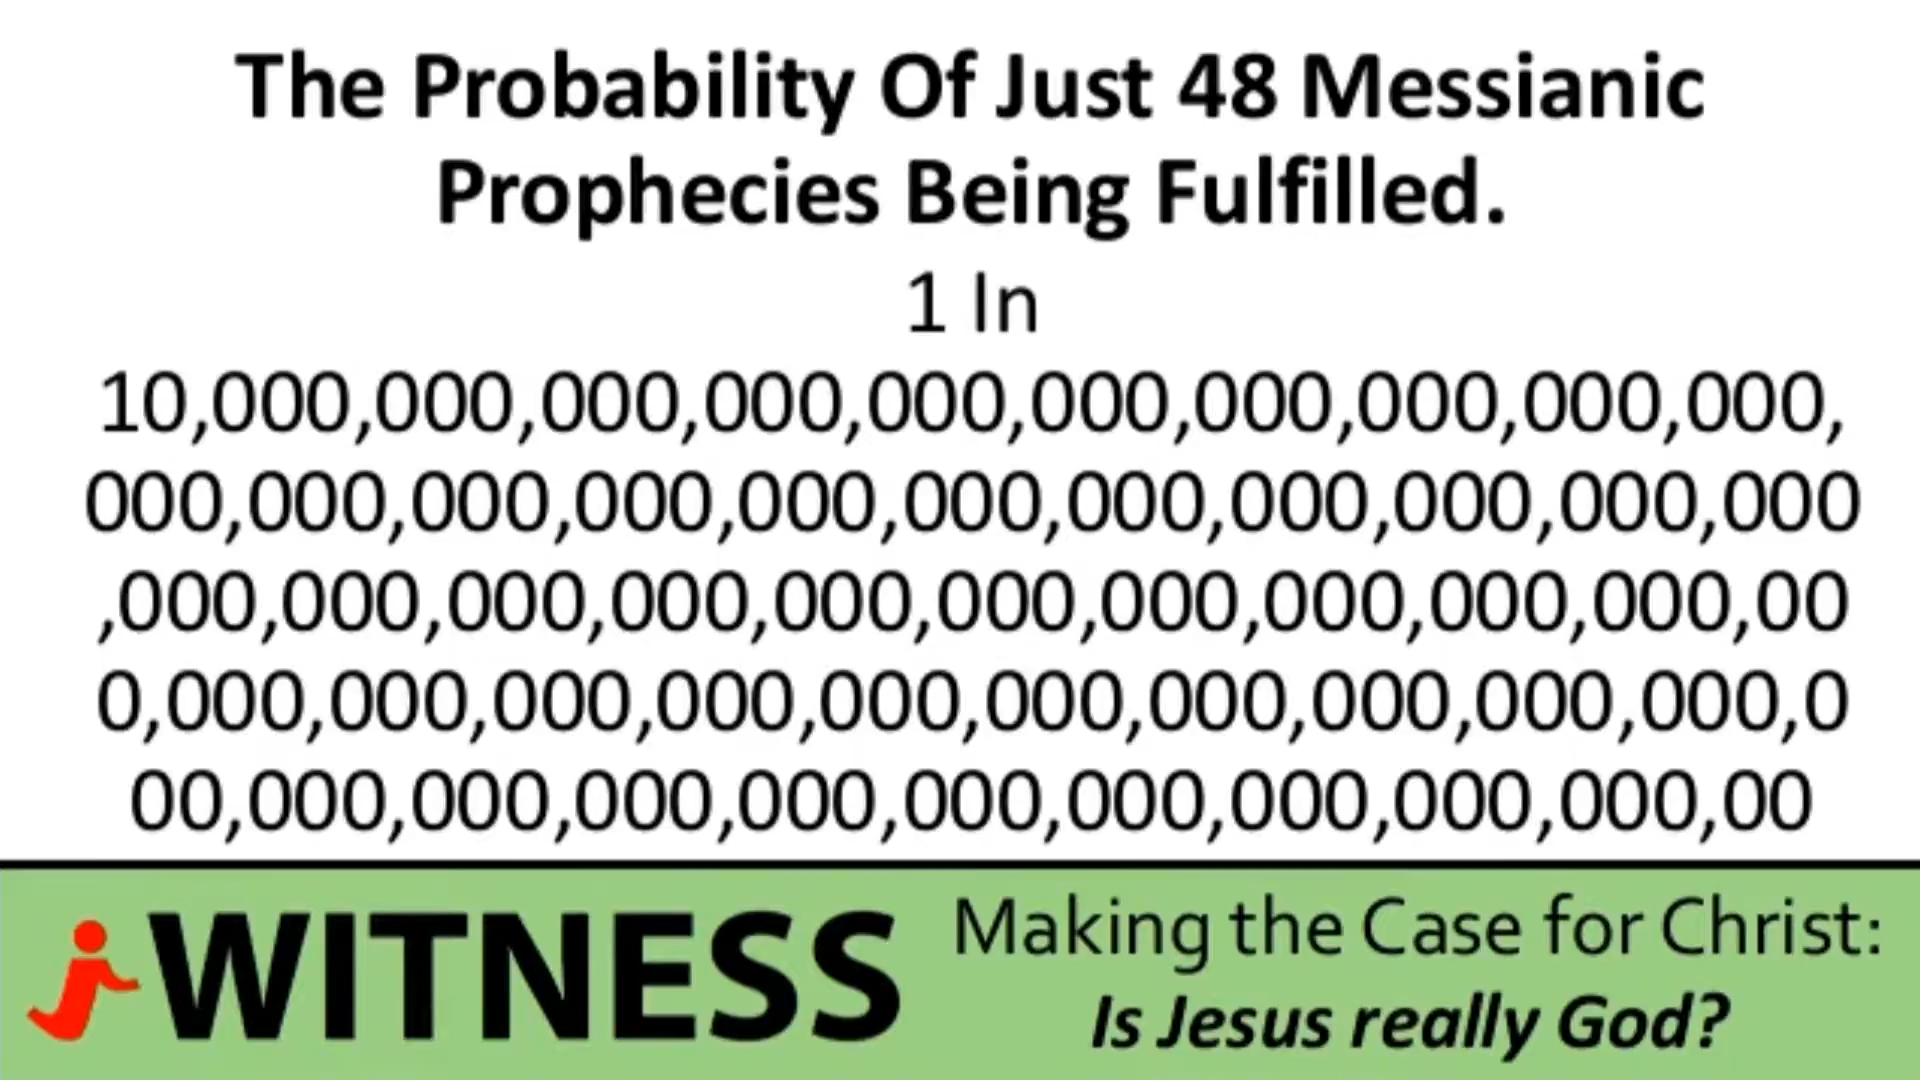 The Probability Of Just 48 Messianic
Prophecies Being Fulfilled.
1 In
10,000,000,000,000,000,000,000,000,000,000,
000,000,000,000,000,000,000,000,000,000,000
,000,000,000,000,000,000,000,000,000,000,00
0,000,000,000,000,000,000,000,000,000,000,0
00,000,000,000,000,000,000,000,000,000,00
WITNESS
Making the Case for Christ:
Is Jesus really God?